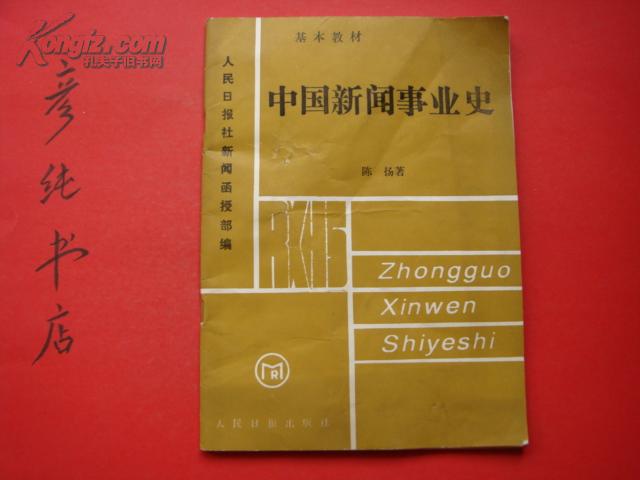 Kongfz.com
孔夫子旧书网
彦纯书店
基本教材
人民日报社新闻函授部编
中国新闻事业史
陈 扬著
Zhongguo
Xinwen
Shiyeshi
人民日报出版社